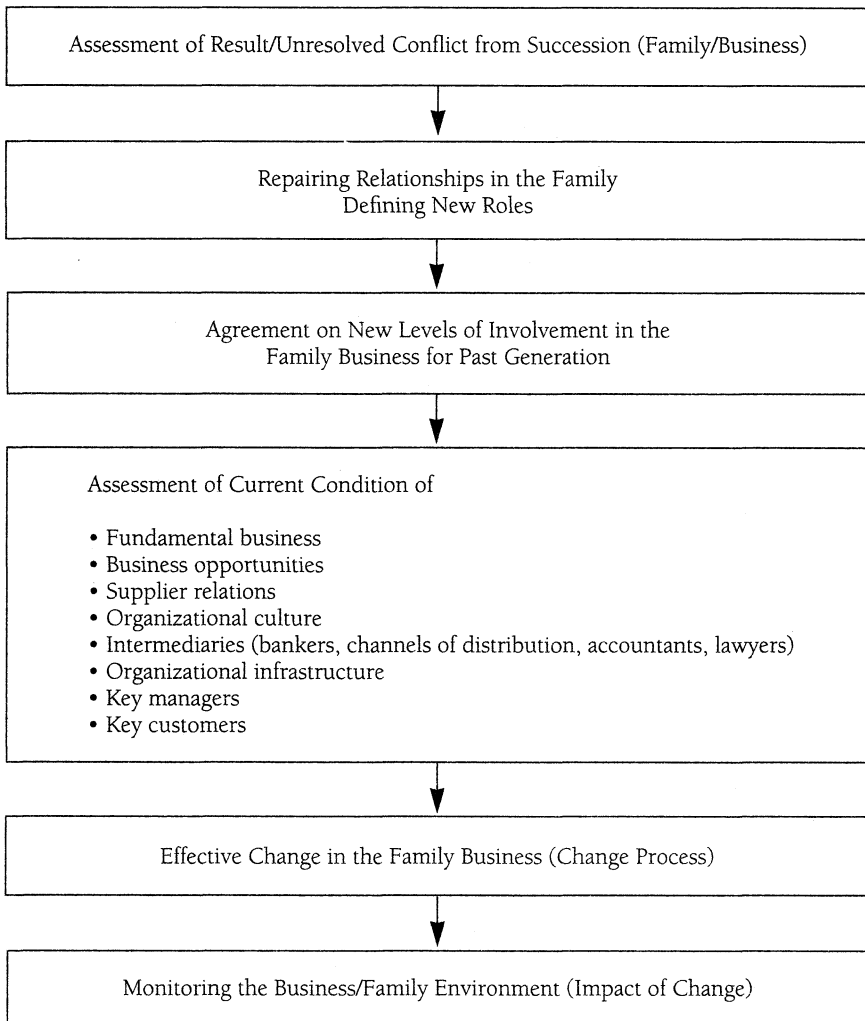 Assessment of Result/Unresolved Conflict from Succession (Family/Business)
Repairing Relationships in the Family
Defining New Roles
Agreement on New Levels of Involvement in the
Family Business for Past Generation
Assessment of Current Condition of
• Fundamental business
• Business opportunities
• Supplier relations
• Organizational culture
• Intermediaries (bankers, channels of distribution, accountants, lawyers)
• Organizational infrastructure
• Key managers
• Key customers
Effective Change in the Family Business (Change Process)
Monitoring the Business/Family Environment (Impact of Change)